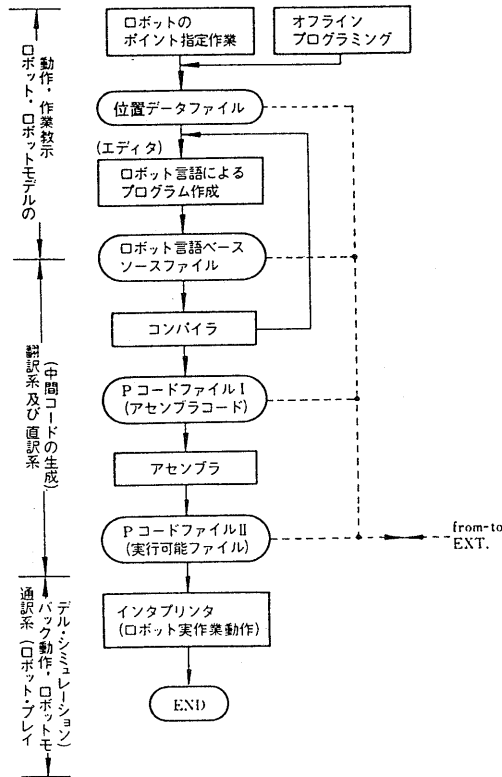 ロボットの
ポイント指定作業
オフライン
プログラミング
位置データファイル
(エディタ)
ロボット言語による
プログラム作成
ロボット言語ベース
ソースファイル
コンパイラ
Pコードファイル I
(アセンブラコード)
アセンブラ
Pコードファイル II
(実行可能ファイル)
from-to
EXT.
インタプリンタ
(ロボット実作業動作)
END
ロボット・ロボットモデルの
動作・作業教示
翻訳系及び直訳系
(中間コードの生成)
通訳系(ロボット・プレイ
バック動作,ロボットモ
デル・シミュレーション)